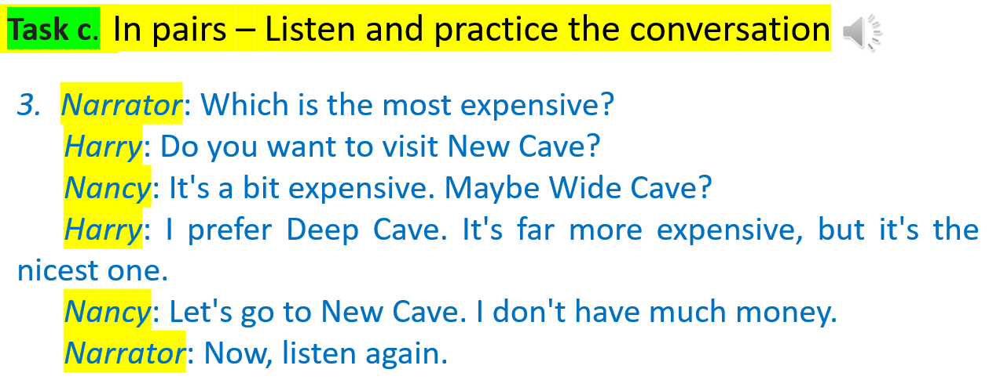 Task c. In pairs – Listen and practice the conversation
3. Narrator: Which is the most expensive?
Harry: Do you want to visit New Cave?
Nancy: It's a bit expensive. Maybe Wide Cave?
Harry: I prefer Deep Cave. It's far more expensive, but it's the
nicest one.
Nancy: Let's go to New Cave. I don't have much money.
Narrator: Now, listen again.